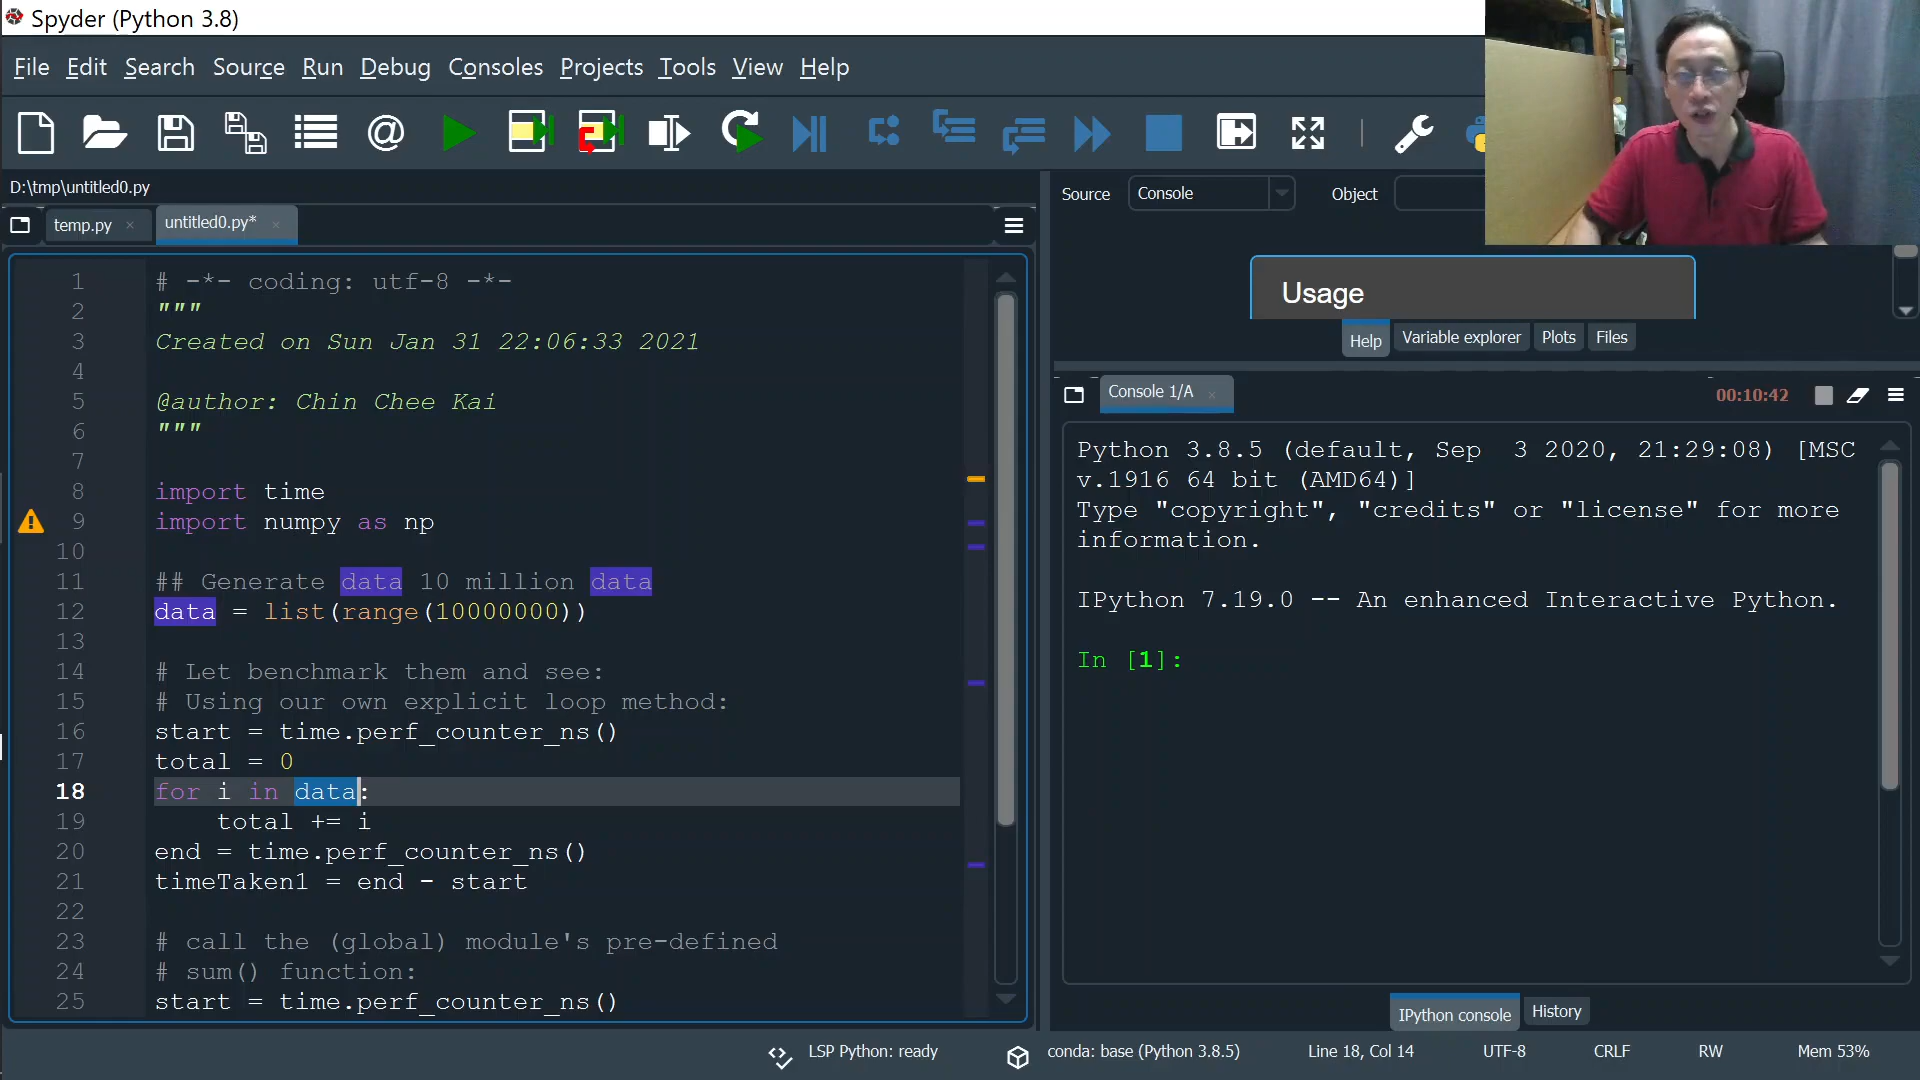 Spyder (Python 3.8)
File Edit Search Source Run Debug Consoles Projects Tools View Help
D:\tmp\untitled0.py
temp.py
untitled0.py*
1 # -*- coding: utf-8 -*-
2 """
3 Created on Sun Jan 31 22:06:33 2021
4
5 @author: Chin Chee Kai
6 """
7
8 import time
9 import numpy as np
10
11 ## Generate data 10 million data
12 data = list(range(10000000))
13
14 # Let benchmark them and see:
15 # Using our own explicit loop method:
16 start = time.perf_counter_ns()
17 total = 0
18 for i in data:
19     total += i
20 end = time.perf_counter_ns()
21 timeTaken1 = end - start
22
23 # call the (global) module's pre-defined
24 # sum() function:
25 start = time.perf_counter_ns()
Source Console Object
Usage
Help Variable explorer Plots Files
Console 1/A
00:10:42
Python 3.8.5 (default, Sep  3 2020, 21:29:08) [MSC
v.1916 64 bit (AMD64)]
Type "copyright", "credits" or "license" for more
information.
IPython 7.19.0 -- An enhanced Interactive Python.
In [1]:
IPython console History
LSP Python: ready conda: base (Python 3.8.5) Line 18, Col 14 UTF-8 CRLF RW Mem 53%